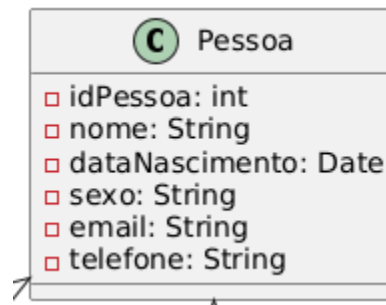 C Pessoa
idPessoa: int
nome: String
dataNascimento: Date
sexo: String
email: String
telefone: String